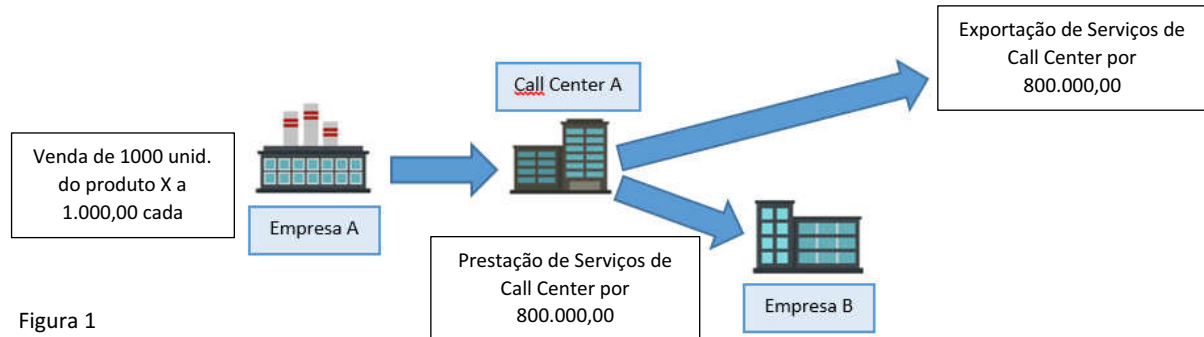 Exportação de Serviços de
Call Center por
800.000,00
Call Center A
Venda de 1000 unid.
do produto X a
1.000,00 cada
Empresa A
Prestação de Serviços de
Call Center por
800.000,00
Empresa B
Figura 1